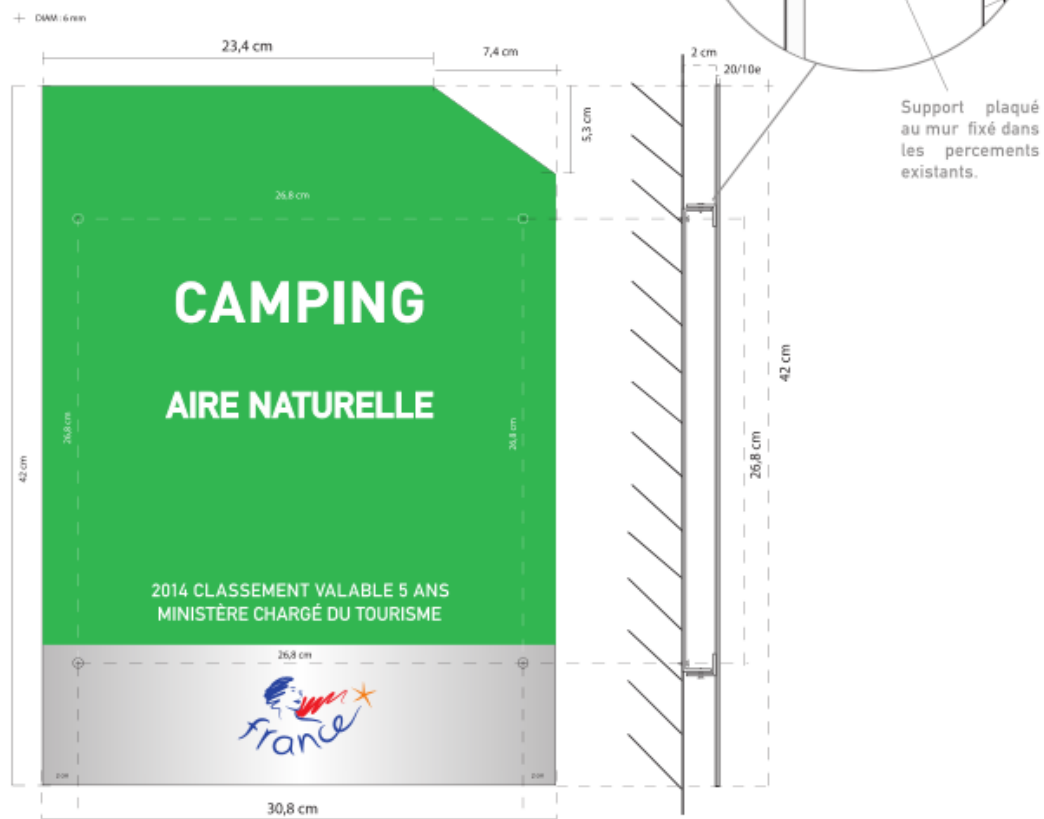 DIAM : 6 mm
23,4 cm
7,4 cm
2 cm
20/10e
5,3 cm
Support plaqué
au mur fixé dans
les percements
existants.
26,8 cm
CAMPING
AIRE NATURELLE
26,8 cm
26,8 cm
42 cm
42 cm
26,8 cm
2014 CLASSEMENT VALABLE 5 ANS
MINISTÈRE CHARGÉ DU TOURISME
26,8 cm
france
30,8 cm